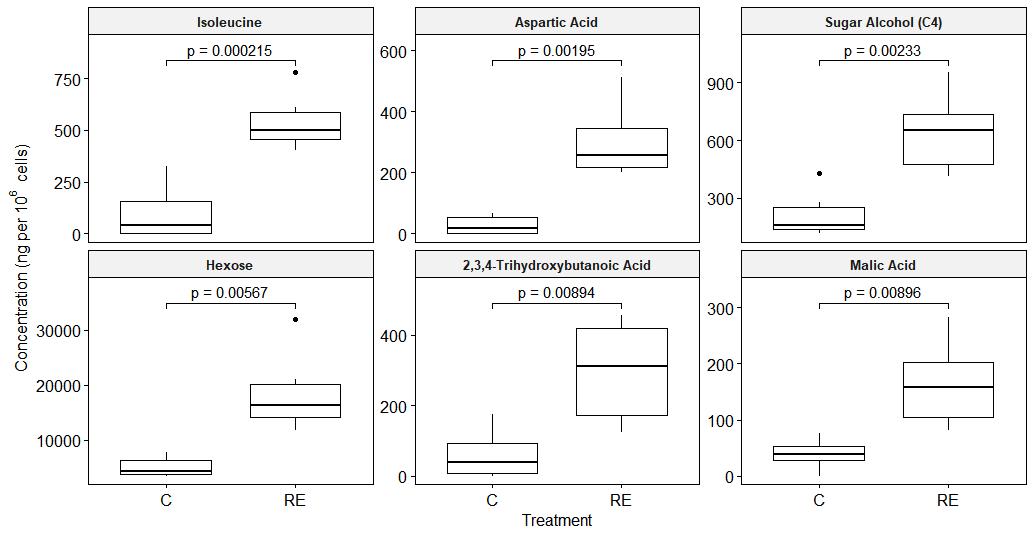 Isoleucine
Aspartic Acid
Sugar Alcohol (C4)
p = 0.000215
p = 0.00195
p = 0.00233
750
500
250
0
600
400
200
0
900
600
300
Hexose
2,3,4-Trihydroxybutanoic Acid
Malic Acid
p = 0.00567
p = 0.00894
p = 0.00896
30000
20000
10000
400
200
0
300
200
100
0
C
RE
C
RE
C
RE
Treatment
Concentration (ng per 10⁶ cells)